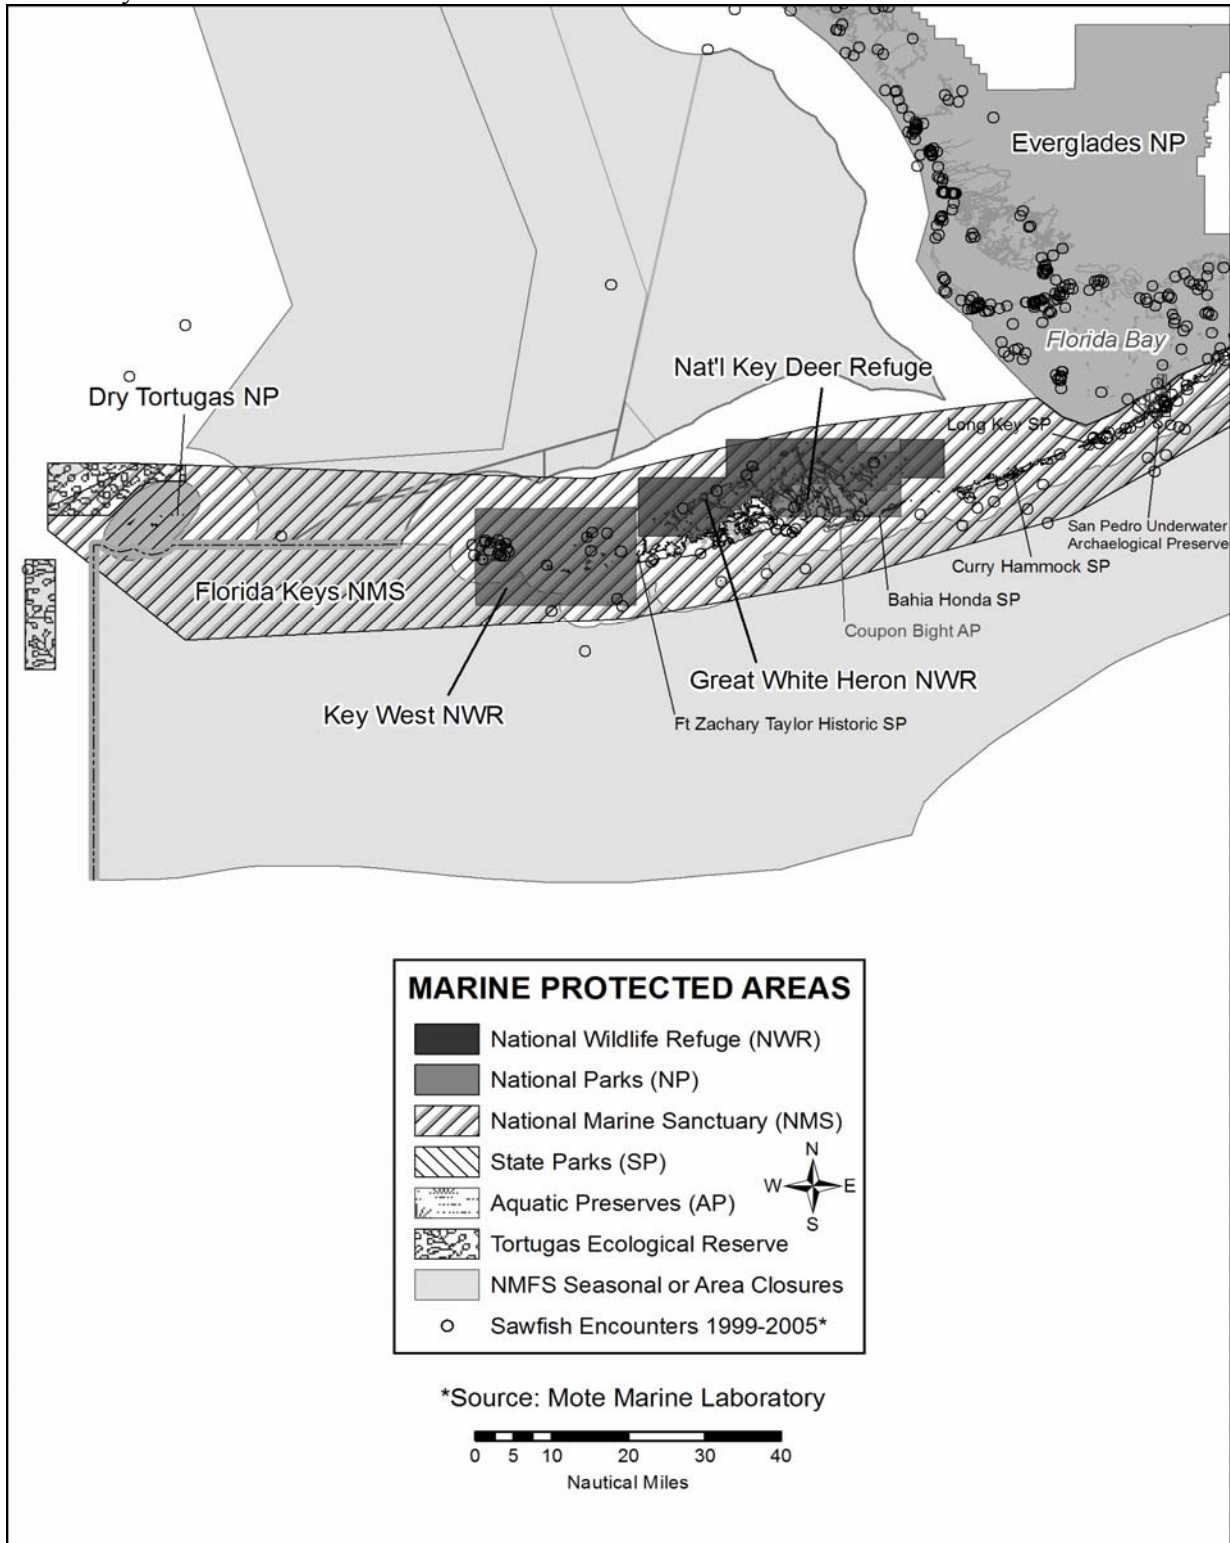 Everglades NP
Florida Bay
Nat'l Key Deer Refuge
Dry Tortugas NP
Long Key SP
San Pedro Underwater
Archaelogical Preserve
Curry Hammock SP
Florida Keys NMS
Bahia Honda SP
Coupon Bight AP
Great White Heron NWR
Key West NWR
Ft Zachary Taylor Historic SP
MARINE PROTECTED AREAS
National Wildlife Refuge (NWR)
National Parks (NP)
National Marine Sanctuary (NMS)
State Parks (SP)
Aquatic Preserves (AP)
Tortugas Ecological Reserve
NMFS Seasonal or Area Closures
Sawfish Encounters 1999-2005*
N
W E
S
*Source: Mote Marine Laboratory
0 5 10 20 30 40
Nautical Miles